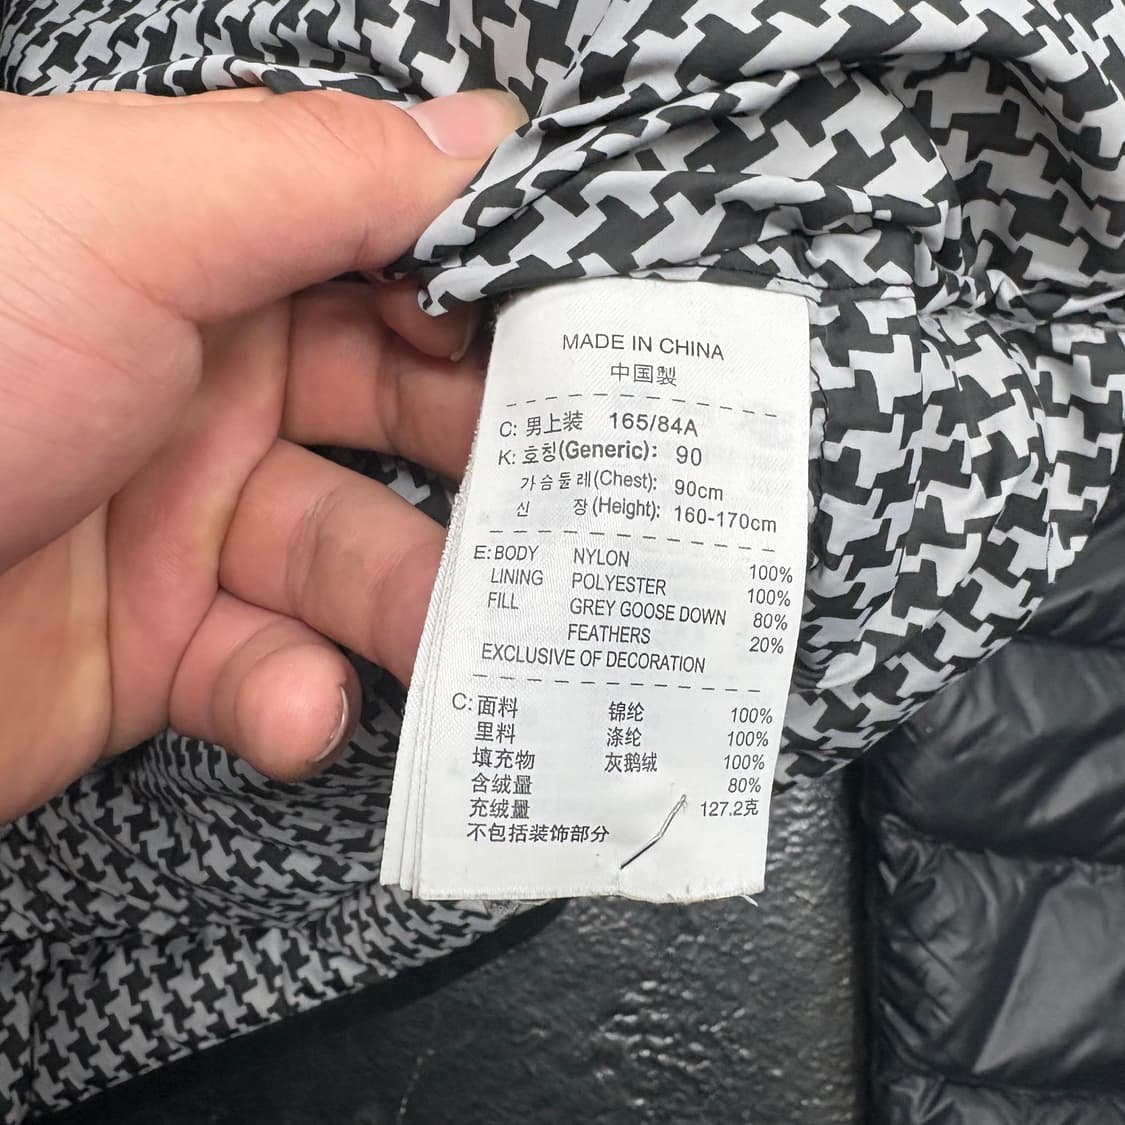 MADE IN CHINA
中国製
C: 男上装 165/84A
K: 호칭(Generic): 90
가슴둘레(Chest): 90cm
신 장(Height): 160-170cm
E: BODY NYLON 100%
LINING POLYESTER 100%
FILL GREY GOOSE DOWN 80%
FEATHERS 20%
EXCLUSIVE OF DECORATION
C: 面料 锦纶 100%
里料 涤纶 100%
填充物 灰鹅绒 100%
含绒量 80%
充绒量 127.2克
不包括装饰部分